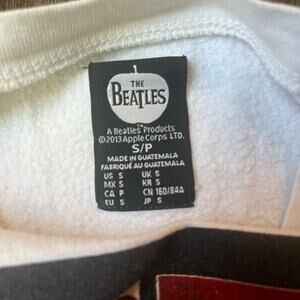 THE
BEATLES
™
A Beatles Products
©2013 Apple Corps LTD.
S/P
MADE IN GUATEMALA
FABRIQUÉ AU GUATEMALA
US S UK S
MX S KR S
CA P CN 160/84A
EU S JP S